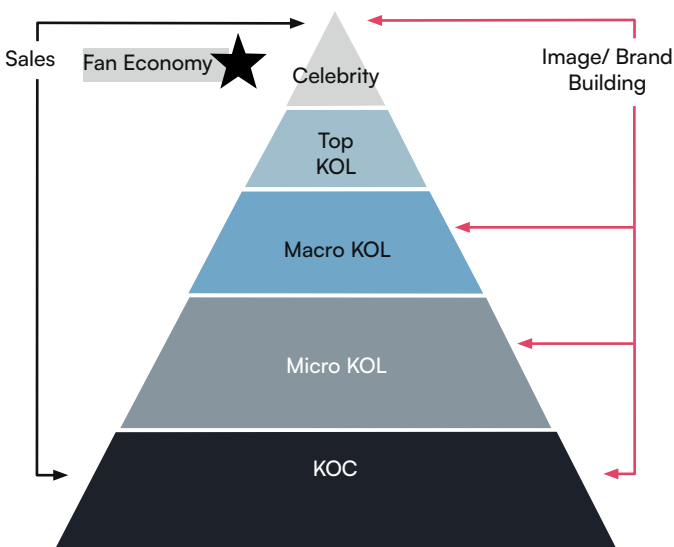 Sales
Fan Economy
Celebrity
Image/ Brand
Building
Top
KOL
Macro KOL
Micro KOL
KOC